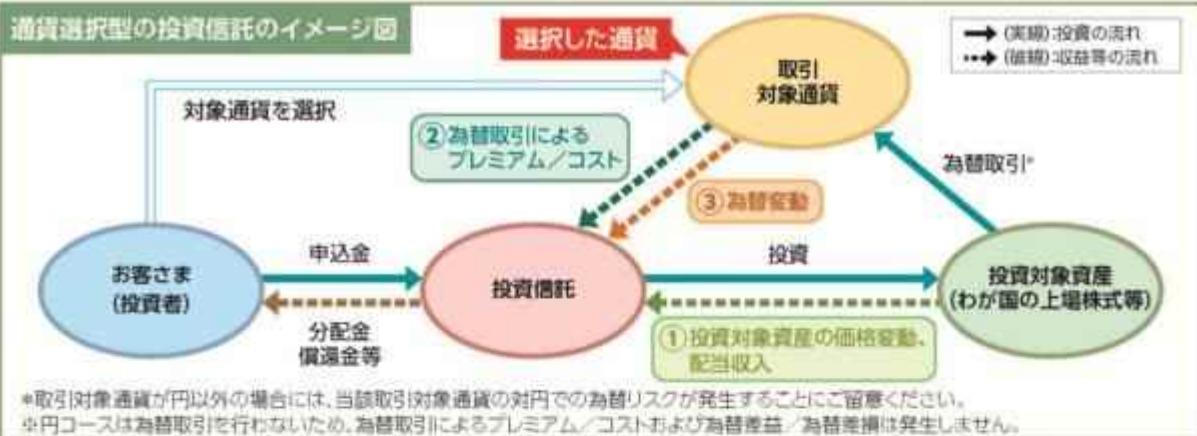 通貨選択型の投資信託のイメージ図
選択した通貨
(実線):投資の流れ
(破線):収益等の流れ
取引
対象通貨
対象通貨を選択
②為替取引による
プレミアム/コスト
為替取引*
③為替変動
お客さま
(投資者)
申込金
投資信託
投資
投資対象資産
(わが国の上場株式等)
分配金
償還金等
①投資対象資産の価格変動、
配当収入
*取引対象通貨が円以外の場合には、当該取引対象通貨の対円での為替リスクが発生することにご留意ください。
※円コースは為替取引を行わないため、為替取引によるプレミアム/コストおよび為替差益/為替差損は発生しません。